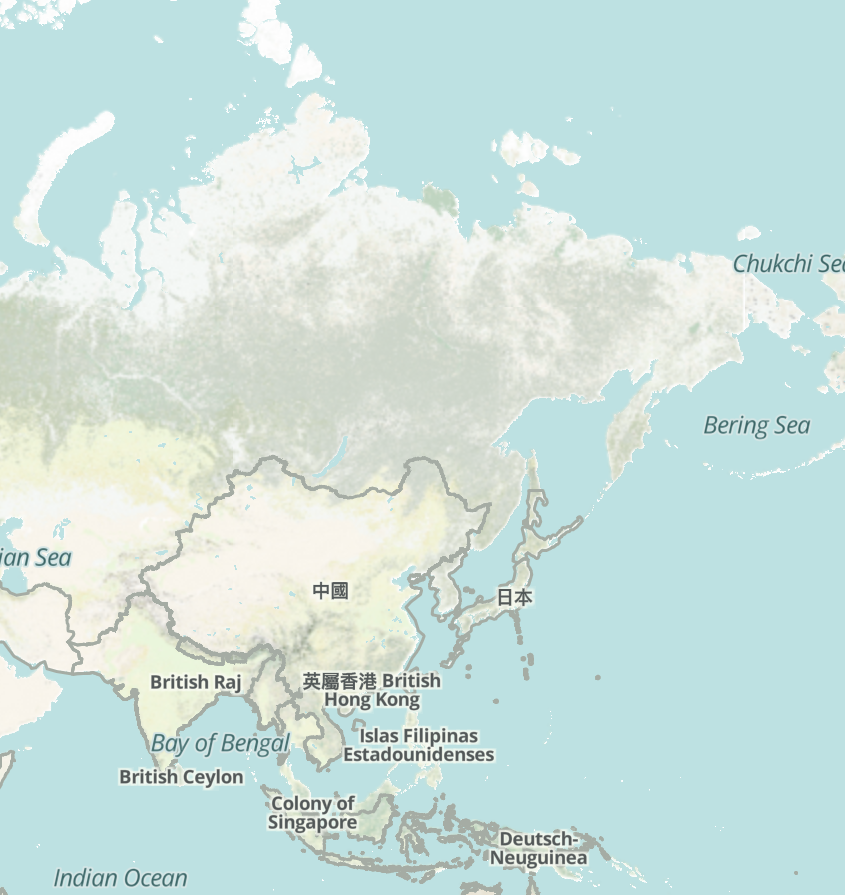 Chukchi Sea
Bering Sea
ian Sea
中國
日本
British Raj
英屬香港 British
Hong Kong
Islas Filipinas
Estadounidenses
Bay of Bengal
British Ceylon
Colony of
Singapore
Deutsch-
Neuguinea
Indian Ocean